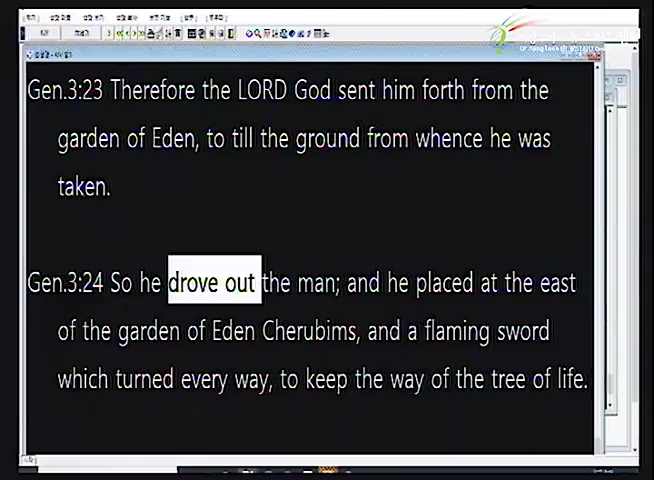 Gen.3:23 Therefore the LORD God sent him forth from the
garden of Eden, to till the ground from whence he was
taken.
Gen.3:24 So he drove out the man; and he placed at the east
of the garden of Eden Cherubims, and a flaming sword
which turned every way, to keep the way of the tree of life.